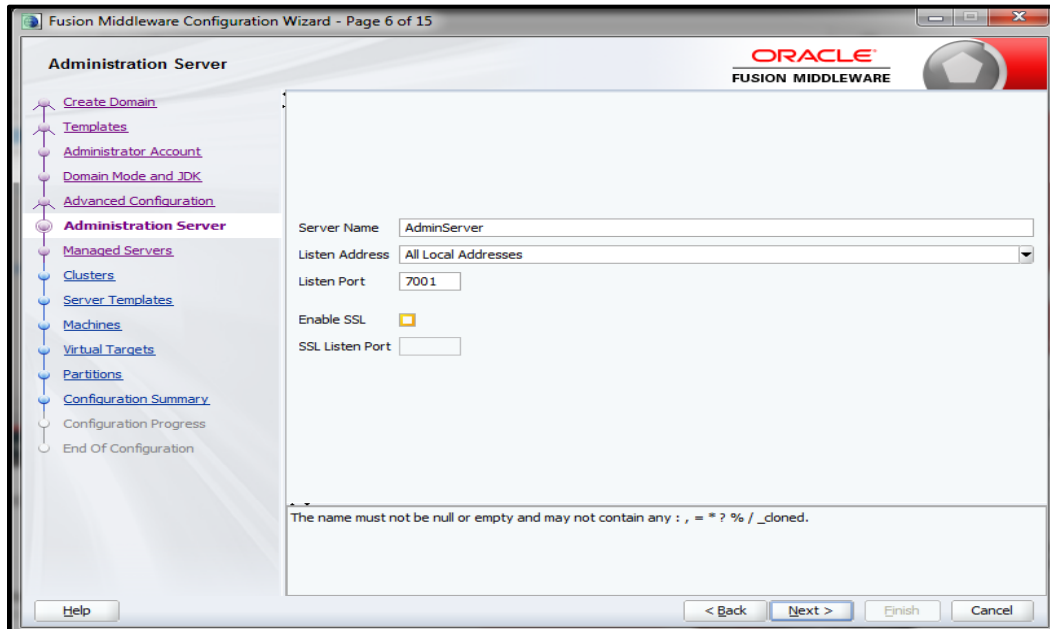 Fusion Middleware Configuration Wizard - Page 6 of 15
Administration Server
ORACLE
FUSION MIDDLEWARE
Create Domain
Templates
Administrator Account
Domain Mode and JDK
Advanced Configuration
Administration Server
Managed Servers
Clusters
Server Templates
Machines
Virtual Targets
Partitions
Configuration Summary
Configuration Progress
End Of Configuration
Server Name AdminServer
Listen Address All Local Addresses
Listen Port 7001
Enable SSL
SSL Listen Port
The name must not be null or empty and may not contain any : , = * ? % / _cloned.
Help
< Back Next > Finish Cancel